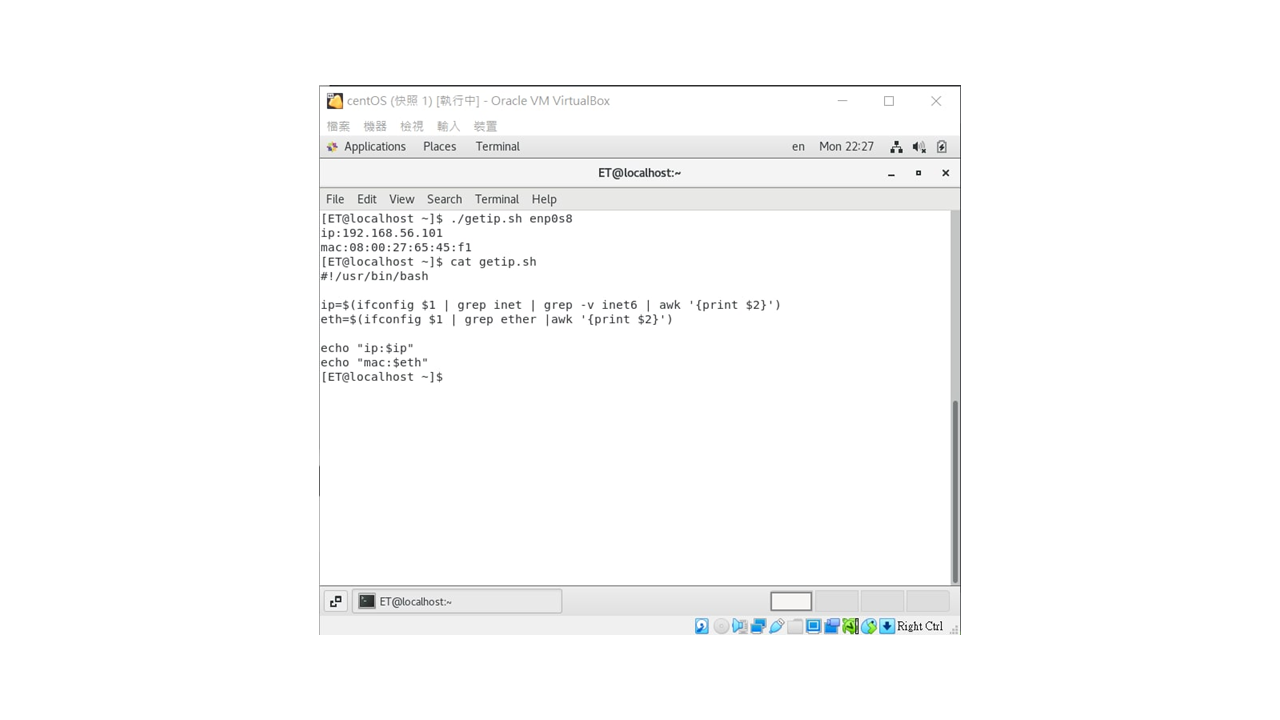 centOS (快照 1) [執行中] - Oracle VM VirtualBox
檔案 機器 檢視 輸入 裝置
Applications Places Terminal en Mon 22:27
ET@localhost:~
File Edit View Search Terminal Help
[ET@localhost ~]$ ./getip.sh enp0s8
ip:192.168.56.101
mac:08:00:27:65:45:f1
[ET@localhost ~]$ cat getip.sh
#!/usr/bin/bash
ip=$(ifconfig $1 | grep inet | grep -v inet6 | awk '{print $2}')
eth=$(ifconfig $1 | grep ether |awk '{print $2}')
echo "ip:$ip"
echo "mac:$eth"
[ET@localhost ~]$
ET@localhost:~
Right Ctrl